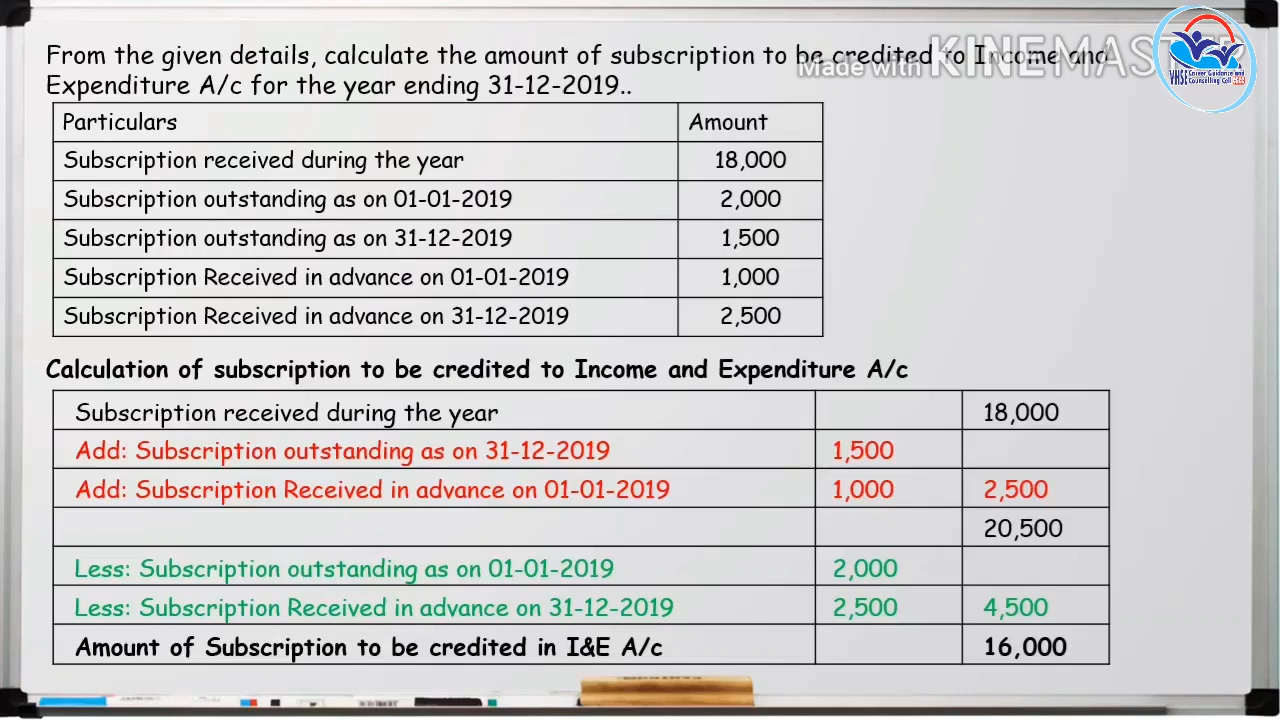 From the given details, calculate the amount of subscription to be credited to Income and
Made with KINEMASTER
Expenditure A/c for the year ending 31-12-2019..
VHSE Career Guidance and
Counselling Cell
Particulars Amount
Subscription received during the year 18,000
Subscription outstanding as on 01-01-2019 2,000
Subscription outstanding as on 31-12-2019 1,500
Subscription Received in advance on 01-01-2019 1,000
Subscription Received in advance on 31-12-2019 2,500
Calculation of subscription to be credited to Income and Expenditure A/c
Subscription received during the year 18,000
Add: Subscription outstanding as on 31-12-2019 1,500
Add: Subscription Received in advance on 01-01-2019 1,000 2,500
20,500
Less: Subscription outstanding as on 01-01-2019 2,000
Less: Subscription Received in advance on 31-12-2019 2,500 4,500
Amount of Subscription to be credited in I&E A/c 16,000